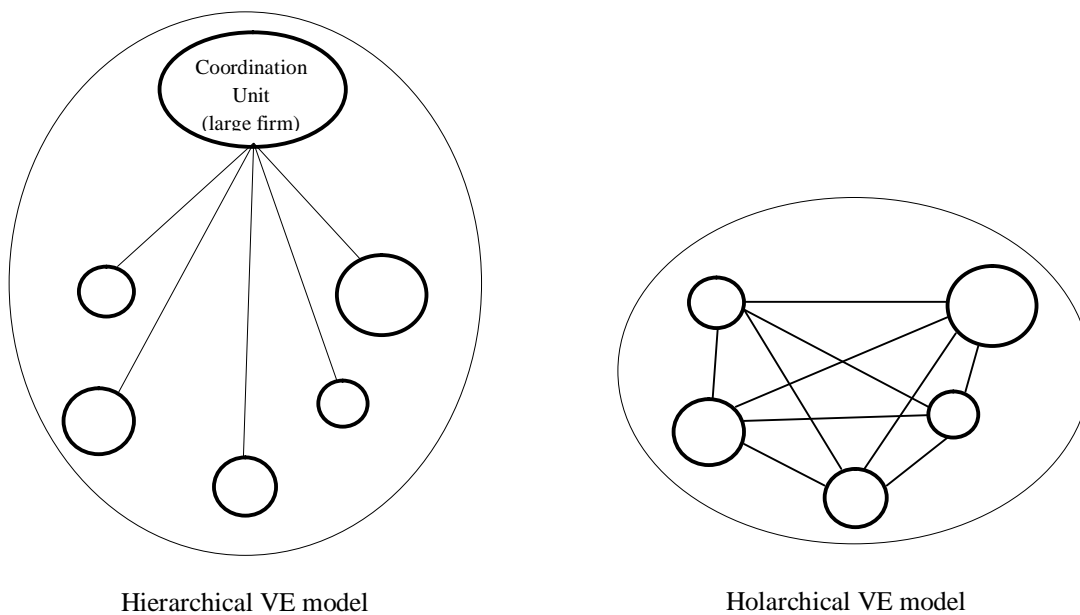 Coordination
Unit
(large firm)
Hierarchical VE model
Holarchical VE model